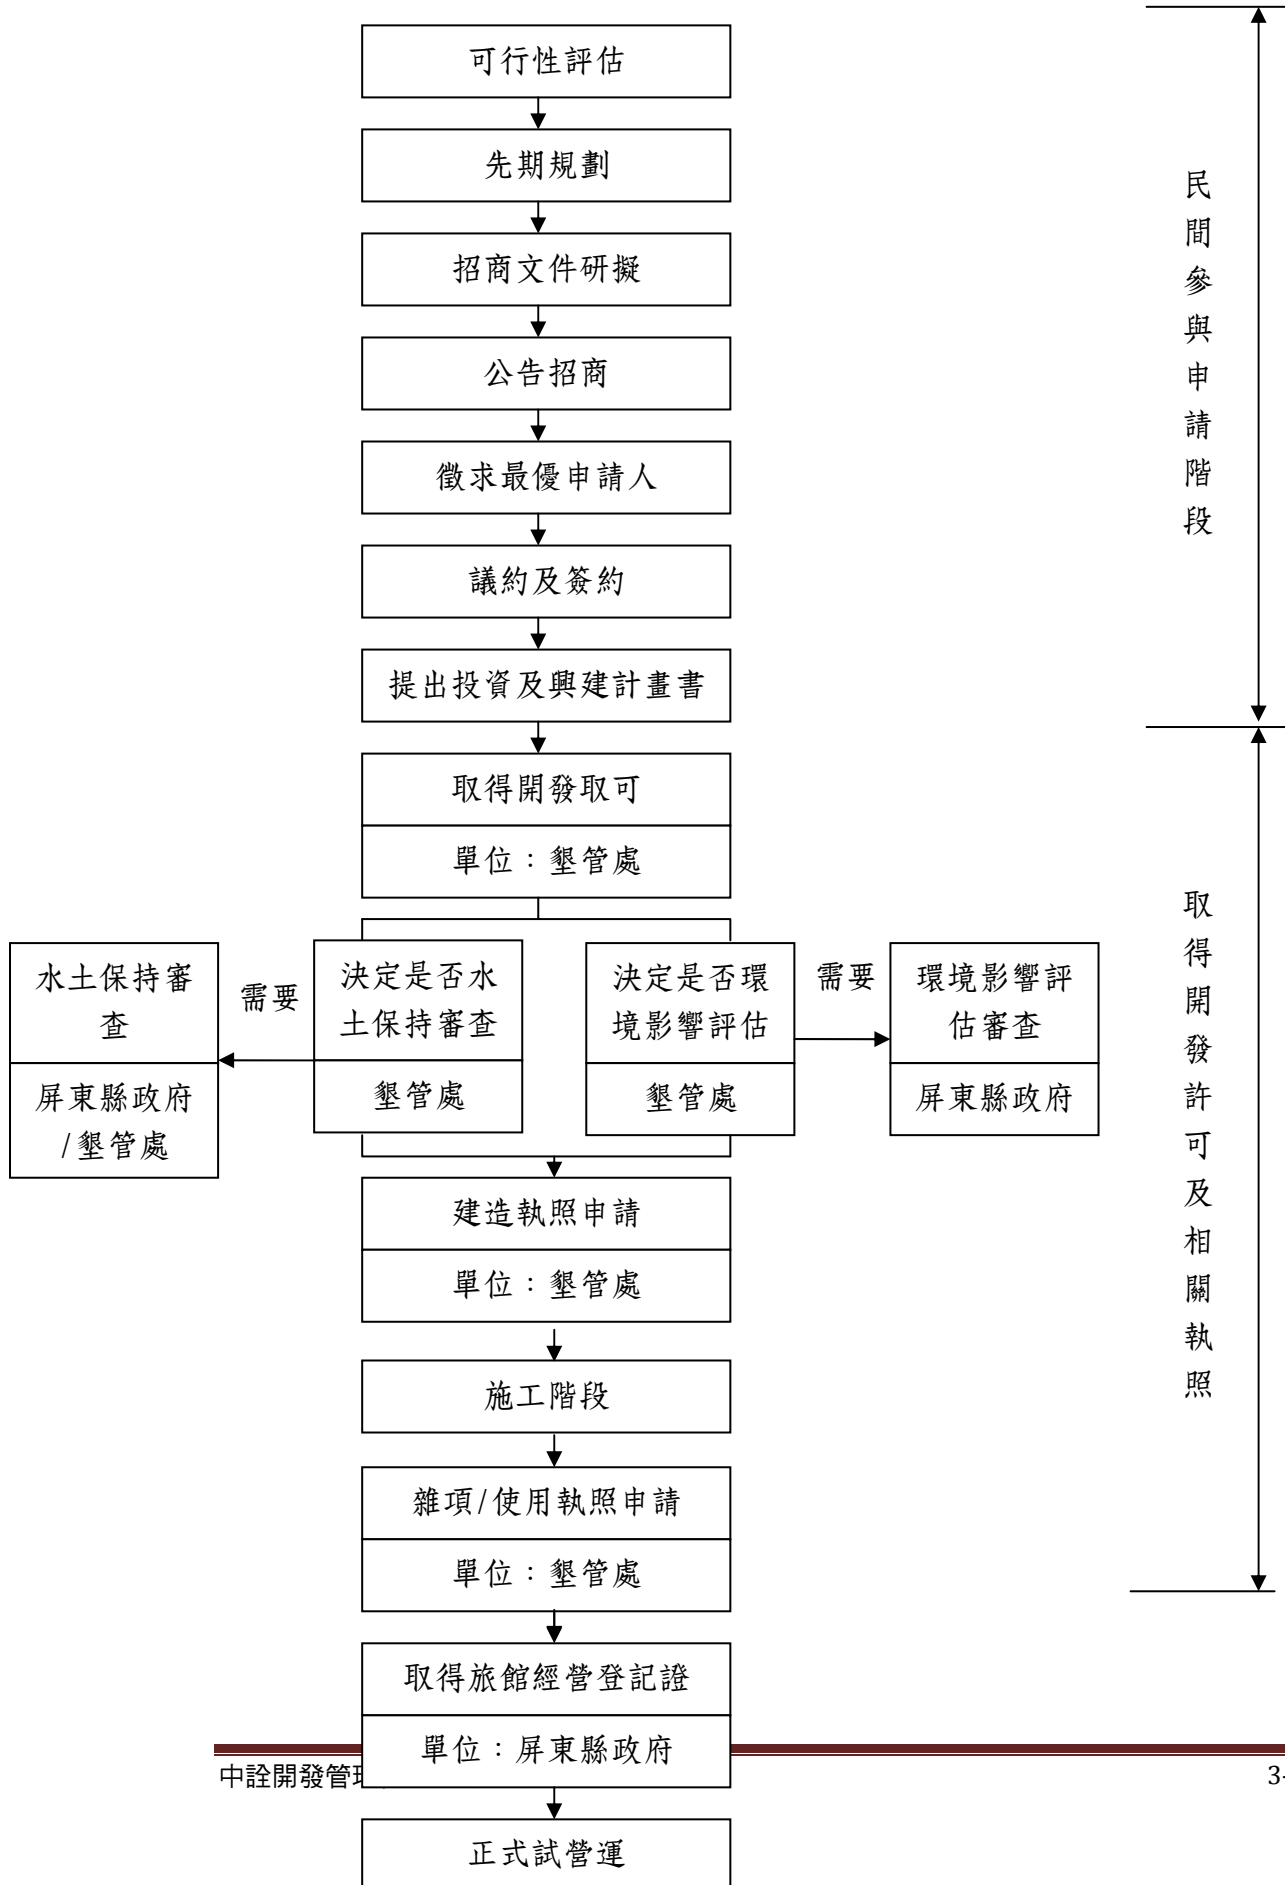 可行性評估
先期規劃
招商文件研擬
公告招商
徵求最優申請人
議約及簽約
提出投資及興建計畫書
民間參與申請階段
取得開發取可
單位：墾管處
水土保持審
查
屏東縣政府
/墾管處
需要
決定是否水
土保持審查
墾管處
決定是否環
境影響評估
墾管處
需要
環境影響評
估審查
屏東縣政府
建造執照申請
單位：墾管處
施工階段
雜項/使用執照申請
單位：墾管處
取得開發許可及相關執照
取得旅館經營登記證
單位：屏東縣政府
中詮開發管
3-
正式試營運